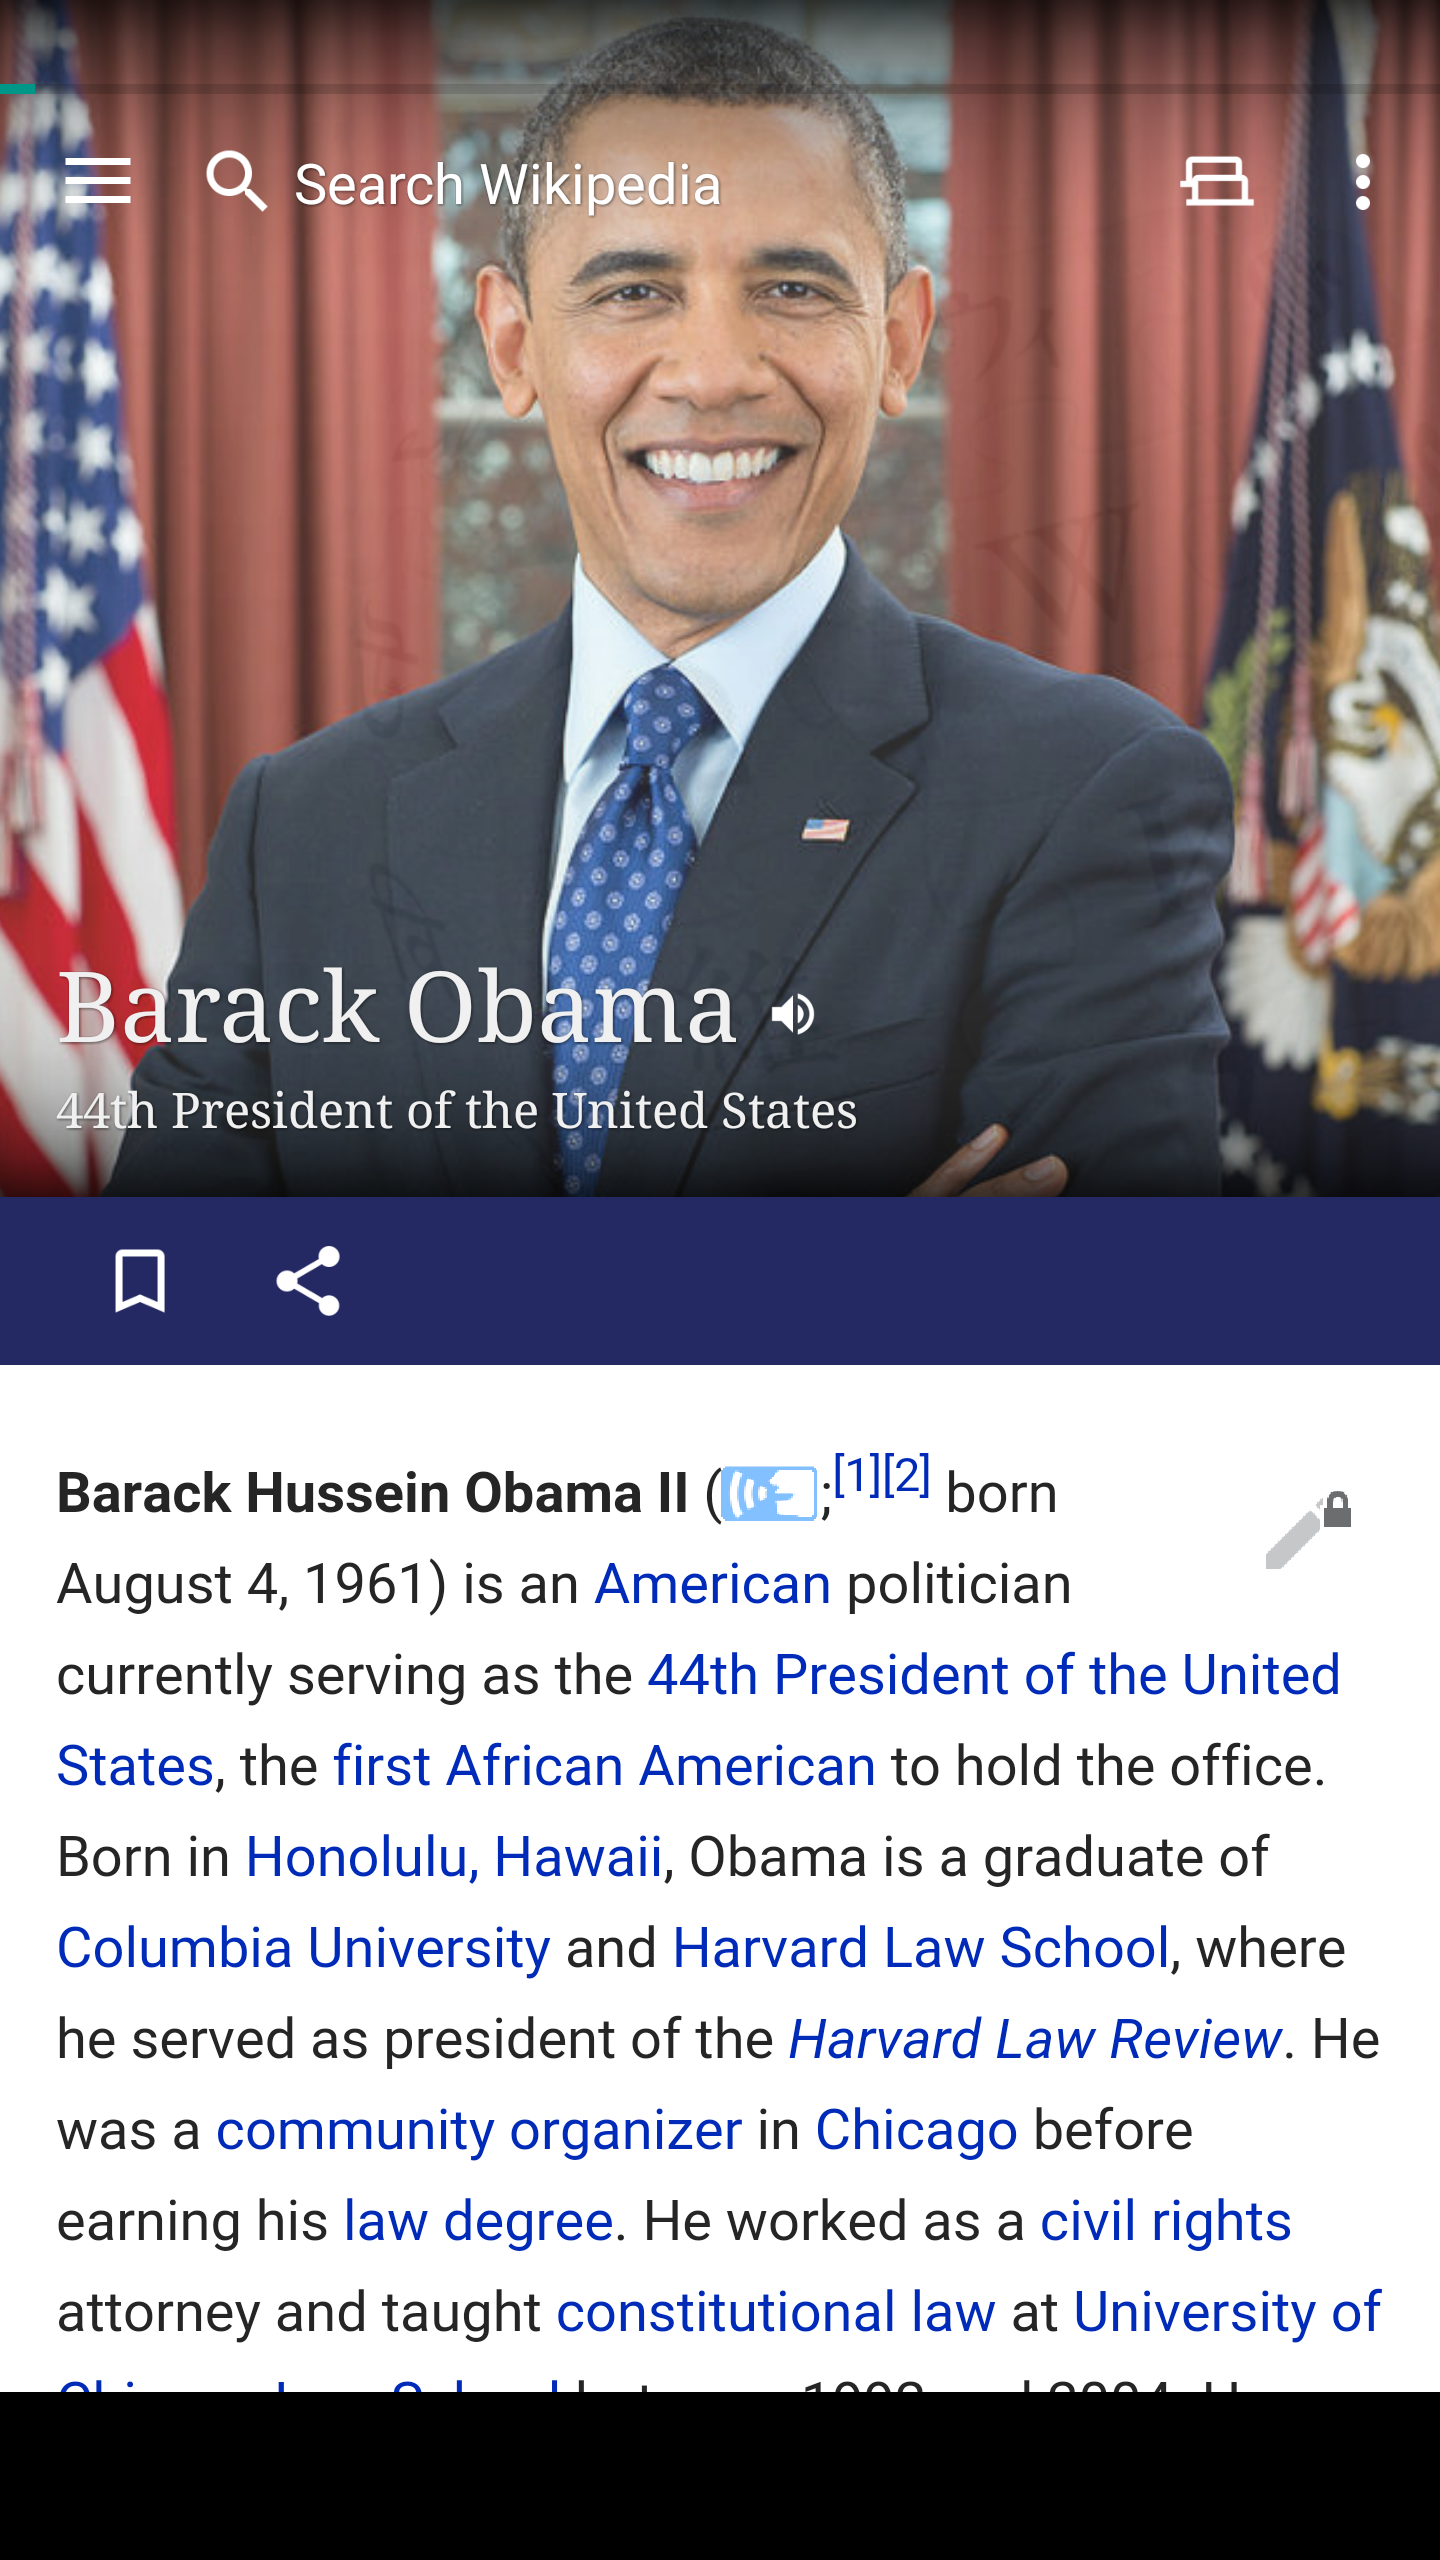 Search Wikipedia
Barack Obama
44th President of the United States
Barack Hussein Obama II (;[1][2] born
August 4, 1961) is an American politician
currently serving as the 44th President of the United
States, the first African American to hold the office.
Born in Honolulu, Hawaii, Obama is a graduate of
Columbia University and Harvard Law School, where
he served as president of the Harvard Law Review. He
was a community organizer in Chicago before
earning his law degree. He worked as a civil rights
attorney and taught constitutional law at University of